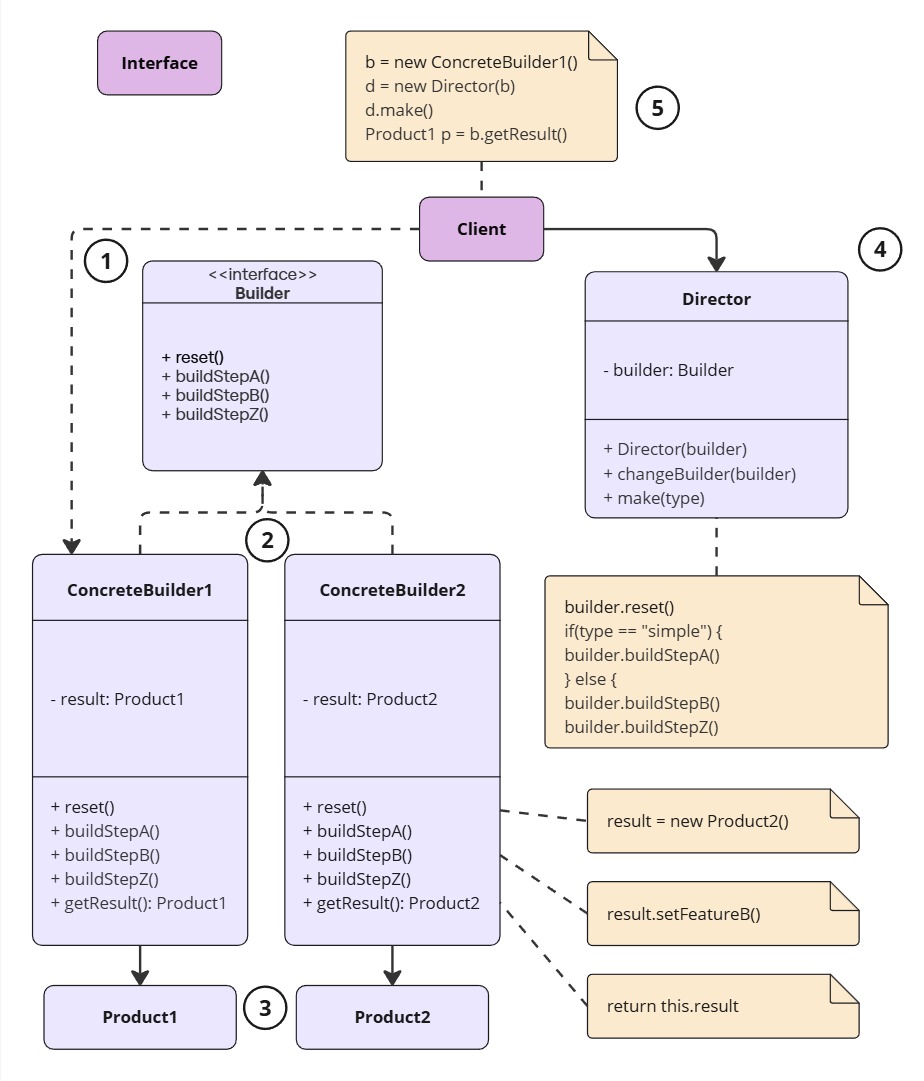 Interface
b = new ConcreteBuilder1()
d = new Director(b)
d.make()
Product1 p = b.getResult()
5
Client
1
<<interface>>
Builder
+ reset()
+ buildStepA()
+ buildStepB()
+ buildStepZ()
4
Director
- builder: Builder
+ Director(builder)
+ changeBuilder(builder)
+ make(type)
2
ConcreteBuilder1
- result: Product1
+ reset()
+ buildStepA()
+ buildStepB()
+ buildStepZ()
+ getResult(): Product1
ConcreteBuilder2
- result: Product2
+ reset()
+ buildStepA()
+ buildStepB()
+ buildStepZ()
+ getResult(): Product2
builder.reset()
if(type == "simple") {
builder.buildStepA()
} else {
builder.buildStepB()
builder.buildStepZ()
result = new Product2()
result.setFeatureB()
return this.result
Product1
3
Product2